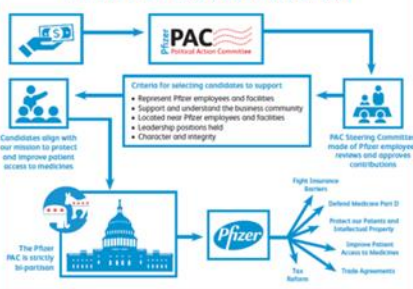 Pfizer
PAC
Political Action Committee
Criteria for selecting candidates to support
• Represent Pfizer employees and facilities
• Support and understand the business community
• Located near Pfizer employees and facilities
• Leadership positions held
• Character and integrity
Candidates align with
our mission to protect
and improve patient
access to medicines
PAC Steering Committee
made of Pfizer employees
reviews and approves
contributions
The Pfizer
PAC is strictly
bi-partison
Pfizer
Fight Insurance
Barriers
Defend Medicare Part D
Protect our Patients and
Intellectual Property
Improve Patient
Access to Medicines
Trade Agreements
Tax
Reform